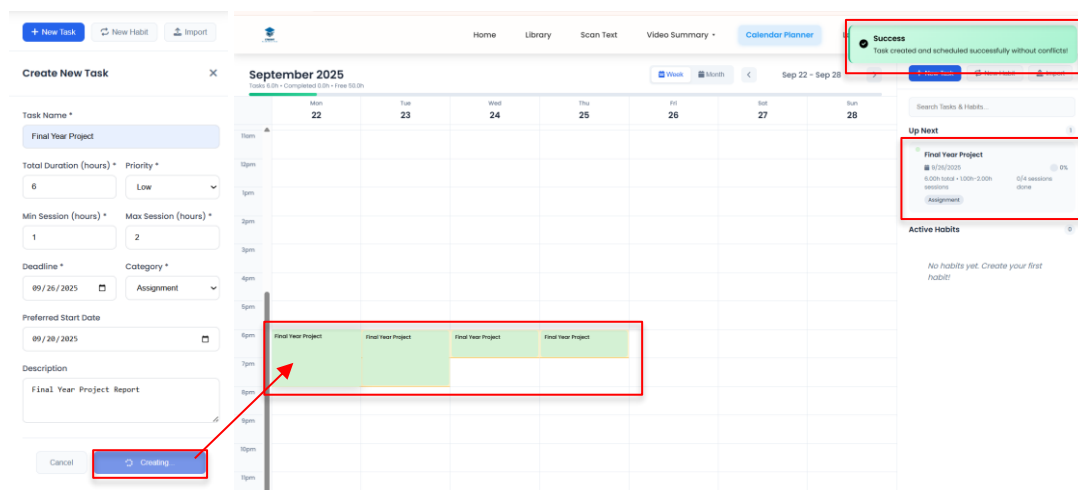 + New Task
New Habit
Import
Create New Task
Task Name *
Final Year Project
Total Duration (hours) *
Priority *
6
Low
Min Session (hours) *
Max Session (hours) *
1
2
Deadline *
Category *
09/26/2025
Assignment
Preferred Start Date
09/20/2025
Description
Final Year Project Report
Cancel
Creating...
Home
Library
Scan Text
Video Summary
Calendar Planner
Success
Task created and scheduled successfully without conflicts!
September 2025
Tasks 6.0h • Completed 0.0h • Free 50.0h
Week
Month
Sep 22 - Sep 28
+ New Task
New Habit
Import
Mon
Tue
Wed
Thu
Fri
Sat
Sun
22
23
24
25
26
27
28
11am
12pm
1pm
2pm
3pm
4pm
5pm
6pm
Final Year Project
Final Year Project
Final Year Project
Final Year Project
7pm
8pm
9pm
10pm
11pm
Search Tasks & Habits...
Up Next
1
Final Year Project
9/26/2025
0%
6.00h total • 1.00h-2.00h sessions
0/4 sessions done
Assignment
Active Habits
0
No habits yet. Create your first
habit!